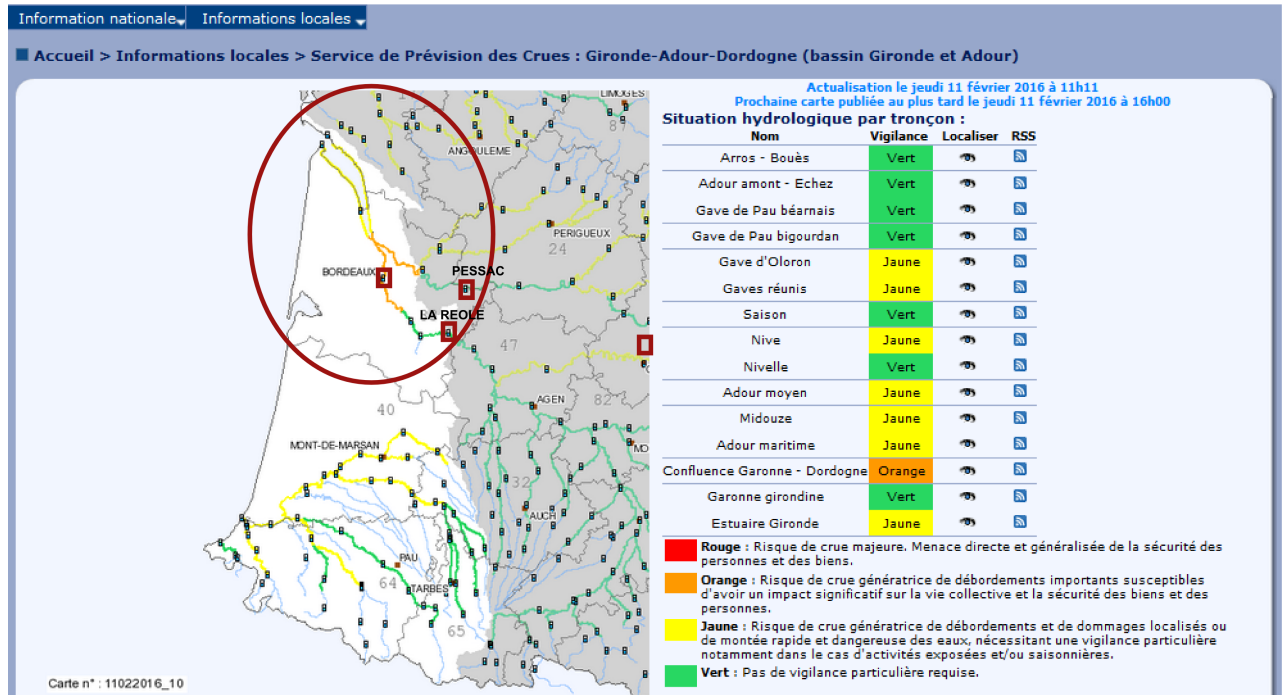 Information nationale Informations locales
Accueil > Informations locales > Service de Prévision des Crues : Gironde-Adour-Dordogne (bassin Gironde et Adour)
Actualisation le jeudi 11 février 2016 à 11h11
Prochaine carte publiée au plus tard le jeudi 11 février 2016 à 16h00
Situation hydrologique par tronçon :
Nom Vigilance Localiser RSS
Arros - Bouès Vert
Adour amont - Echez Vert
Gave de Pau béarnais Vert
Gave de Pau bigourdan Vert
Gave d'Oloron Jaune
Gaves réunis Jaune
Saison Vert
Nive Jaune
Nivelle Vert
Adour moyen Jaune
Midouze Jaune
Adour maritime Jaune
Confluence Garonne - Dordogne Orange
Garonne girondine Vert
Estuaire Gironde Jaune
Rouge : Risque de crue majeure. Menace directe et généralisée de la sécurité des
personnes et des biens.
Orange : Risque de crue génératrice de débordements importants susceptibles
d'avoir un impact significatif sur la vie collective et la sécurité des biens et des
personnes.
Jaune : Risque de crue génératrice de débordements et de dommages localisés ou
de montée rapide et dangereuse des eaux, nécessitant une vigilance particulière
notamment dans le cas d'activités exposées et/ou saisonnières.
Vert : Pas de vigilance particulière requise.
LIMOGES
87
ANGOULEME
PERIGUEUX
24
BORDEAUX
PESSAC
LA REOLE
47
AGEN
82
40
MONT-DE-MARSAN
32
AUCH
PAU
64
TARBES
65
Carte n° : 11022016_10